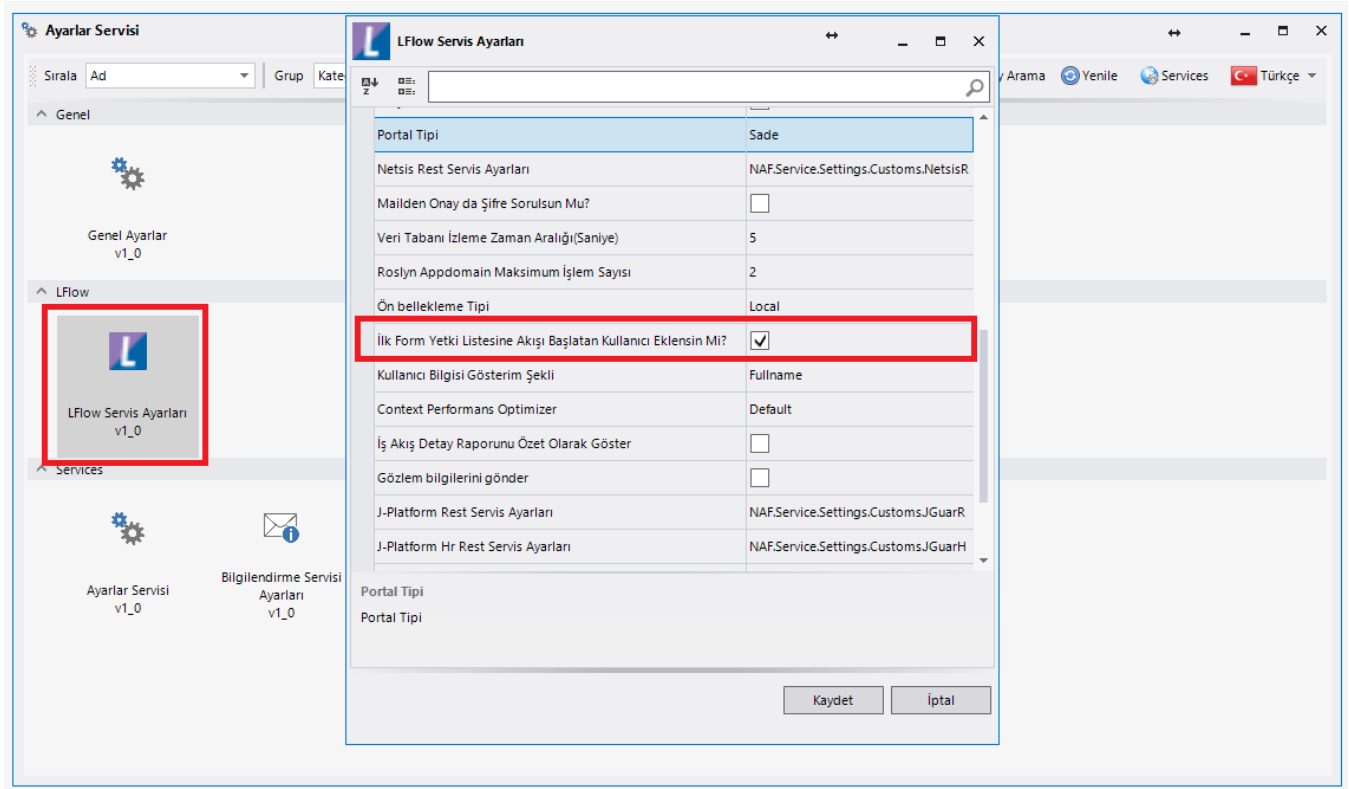 Ayarlar Servisi
Sırala Ad Grup Kate
Arama Yenile Services Türkçe
Genel
Genel Ayarlar
v1_0
LFlow
LFlow Servis Ayarları
v1_0
Services
Ayarlar Servisi
v1_0
Bilgilendirme Servisi
Ayarları
v1_0
LFlow Servis Ayarları
Portal Tipi Sade
Netsis Rest Servis Ayarları NAF.Service.Settings.Customs.NetsisR
Mailden Onay da Şifre Sorulsun Mu?
Veri Tabanı İzleme Zaman Aralığı(Saniye) 5
Roslyn Appdomain Maksimum İşlem Sayısı 2
Ön bellekleme Tipi Local
İlk Form Yetki Listesine Akışı Başlatan Kullanıcı Eklensin Mi?
Kullanıcı Bilgisi Gösterim Şekli Fullname
Context Performans Optimizer Default
İş Akış Detay Raporunu Özet Olarak Göster
Gözlem bilgilerini gönder
J-Platform Rest Servis Ayarları NAF.Service.Settings.Customs.JGuarR
J-Platform Hr Rest Servis Ayarları NAF.Service.Settings.Customs.JGuarH
Portal Tipi
Portal Tipi
Kaydet İptal